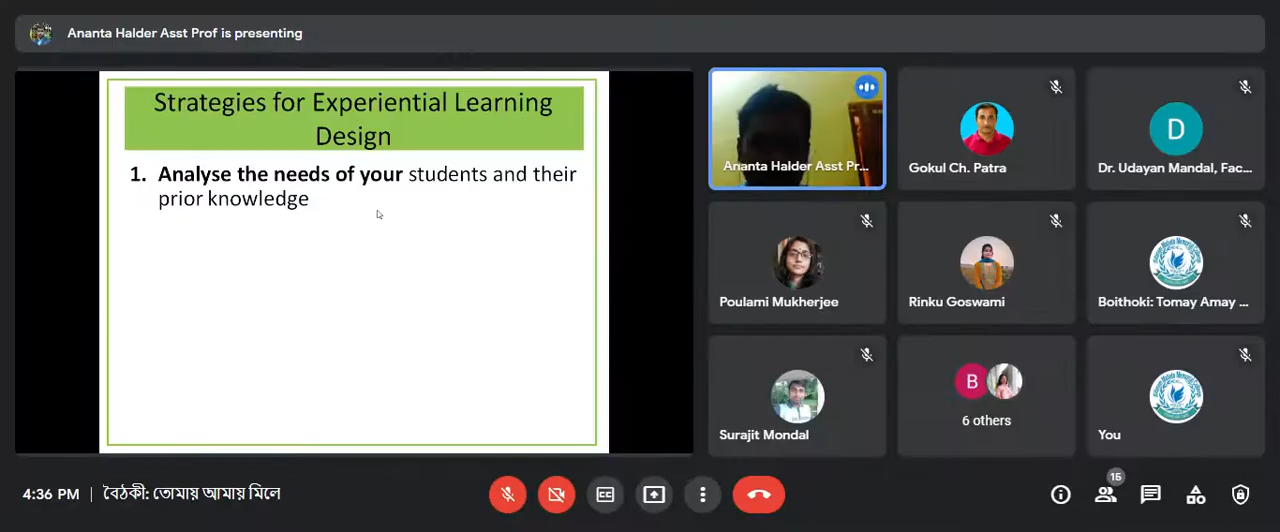 Ananta Halder Asst Prof is presenting
Strategies for Experiential Learning
Design
1. Analyse the needs of your students and their
prior knowledge
Ananta Halder Asst Pr...
Gokul Ch. Patra
D
Dr. Udayan Mandal, Fac...
Poulami Mukherjee
Rinku Goswami
Boithoki: Tomay Amay ...
Surajit Mondal
B
6 others
You
4:36 PM | বৈঠকী: তোমায় আমায় মিলে
CC
15